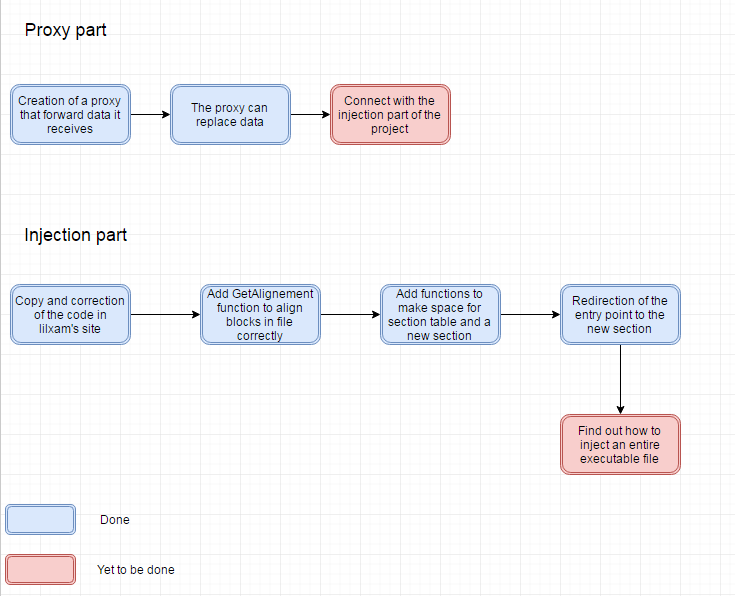 Proxy part
Creation of a proxy
that forward data it
receives
The proxy can
replace data
Connect with the
injection part of the
project
Injection part
Copy and correction
of the code in
lilxam's site
Add GetAlignement
function to align
blocks in file
correctly
Add functions to
make space for
section table and a
new section
Redirection of the
entry point to the
new section
Find out how to
inject an entire
executable file
Done
Yet to be done